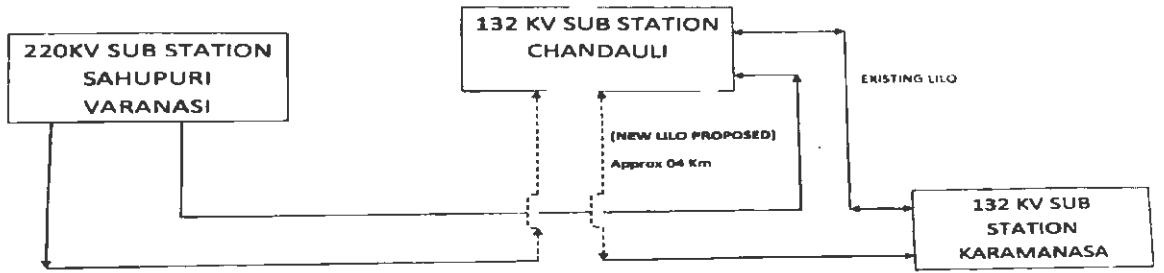 220KV SUB STATION
SAHUPURI
VARANASI
132 KV SUB STATION
CHANDAULI
EXISTING LILO
(NEW LILO PROPOSED)
Approx 04 Km
132 KV SUB
STATION
KARAMANASA